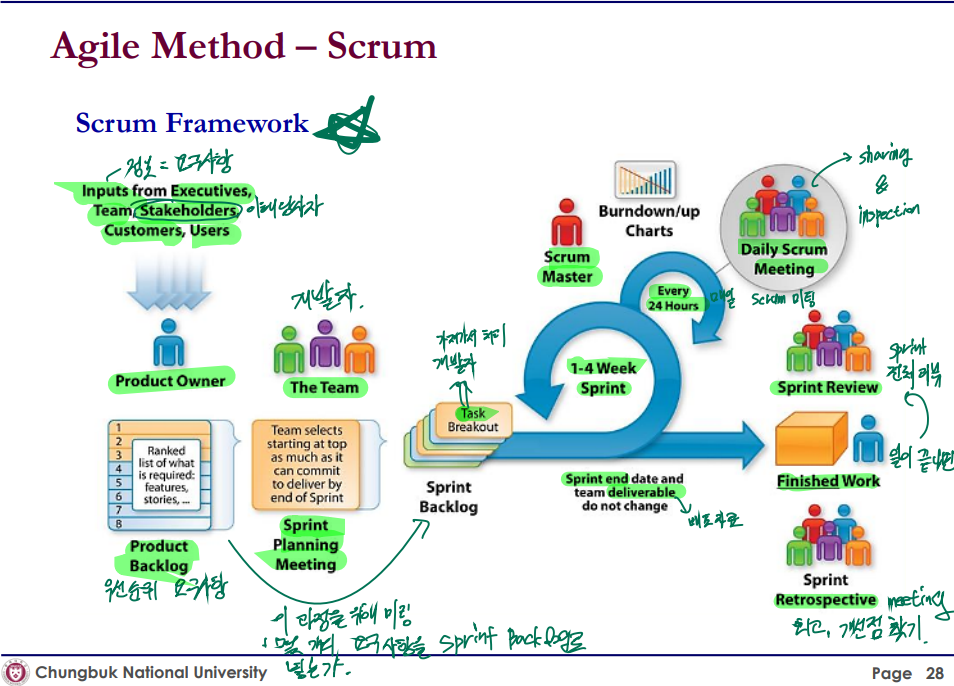 Agile Method – Scrum
Scrum Framework
정보 = 요구사항
Inputs from Executives,
Team, Stakeholders, 이해당사자
Customers, Users
Product Owner
개발자.
The Team
1
2
3
4
5
6
7
8
Ranked
list of what
is required:
features,
stories, ...
Product
Backlog
우선순위 요구사항
Team selects
starting at top
as much as it
can commit
to deliver by
end of Sprint
Sprint
Planning
Meeting
이 과정을 위해 미팅
몇 개의 요구사항을 Sprint Backlog로
넣는가.
가져가서 처리
개발자
Task
Breakout
Sprint
Backlog
Scrum
Master
Burndown/up
Charts
Daily Scrum
Meeting
sharing
&
inspection
Every
24 Hours
매일 Scrum 미팅
1-4 Week
Sprint
Sprint end date and
team deliverable
do not change
배포자료
Sprint Review
Sprint
전체 리뷰
Finished Work
일이 끝나면
Sprint
Retrospective meeting
회고, 개선점 찾기.
Chungbuk National University
Page 28